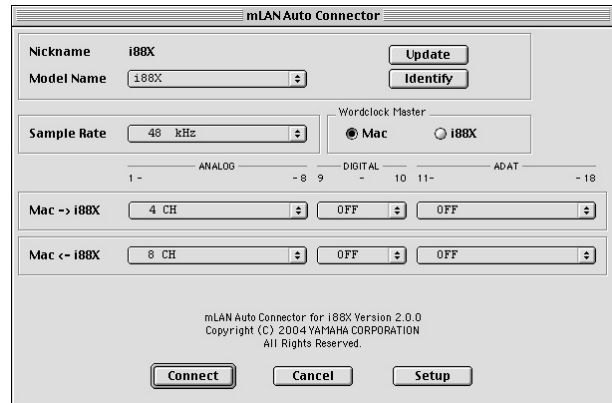 mLAN Auto Connector
Nickname i88X Update
Model Name i88X Identify
Wordclock Master
Sample Rate 48 kHz Mac i88X
ANALOG DIGITAL ADAT
1 - - 8 9 - 10 11- - 18
Mac -> i88X 4 CH OFF OFF
Mac <- i88X 8 CH OFF OFF
mLAN Auto Connector for i88X Version 2.0.0
Copyright (C) 2004 YAMAHA CORPORATION
All Rights Reserved.
Connect Cancel Setup